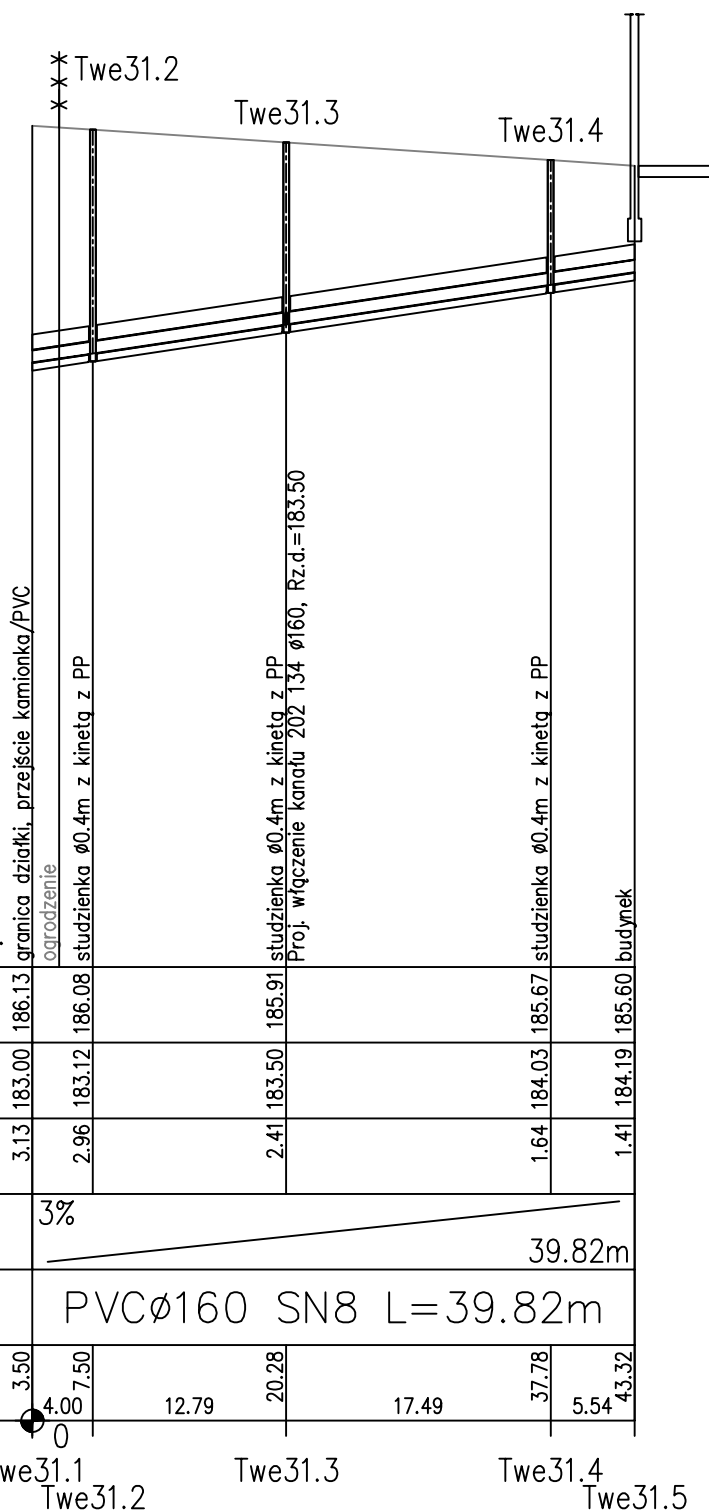 Twe31.2
Twe31.3
Twe31.4
granica działki, przejście kamionka/PVC
ogrodzenie
studzienka ø0.4m z kinetą z PP
studzienka ø0.4m z kinetą z PP
Proj. włączenie kanału 202 134 ø160, Rz.d.=183.50
studzienka ø0.4m z kinetą z PP
budynek
186.13 186.08 185.91 185.67 185.60
183.00 183.12 183.50 184.03 184.19
3.13 2.96 2.41 1.64 1.41
3%
39.82m
PVCø160 SN8 L=39.82m
3.50 7.50 20.28 37.78 43.32
4.00 12.79 17.49 5.54
0
we31.1 Twe31.3 Twe31.4
Twe31.2 Twe31.5